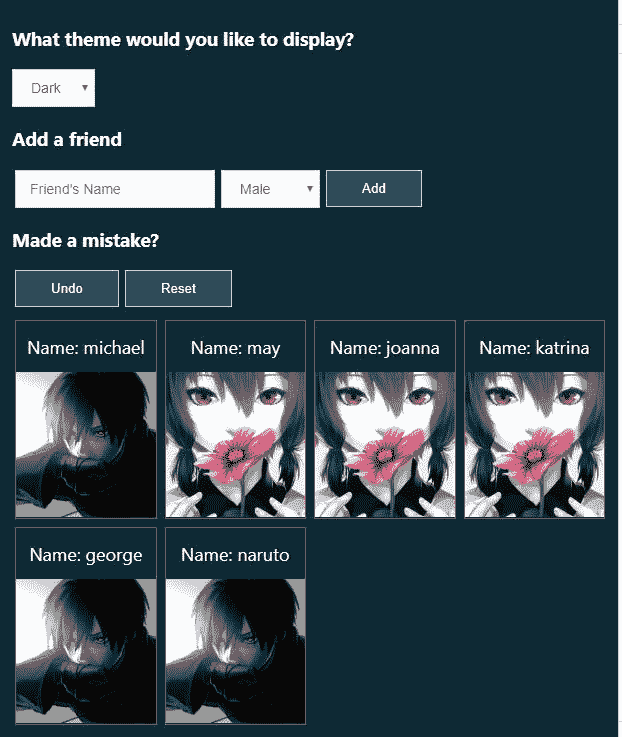 What theme would you like to display?
Dark
Add a friend
Friend's Name Male Add
Made a mistake?
Undo Reset
Name: michael Name: may Name: joanna Name: katrina
Name: george Name: naruto